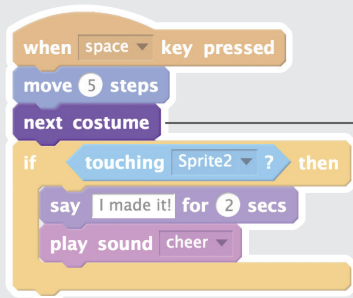 when space key pressed
move 5 steps
next costume
if touching Sprite2 ? then
say I made it! for 2 secs
play sound cheer